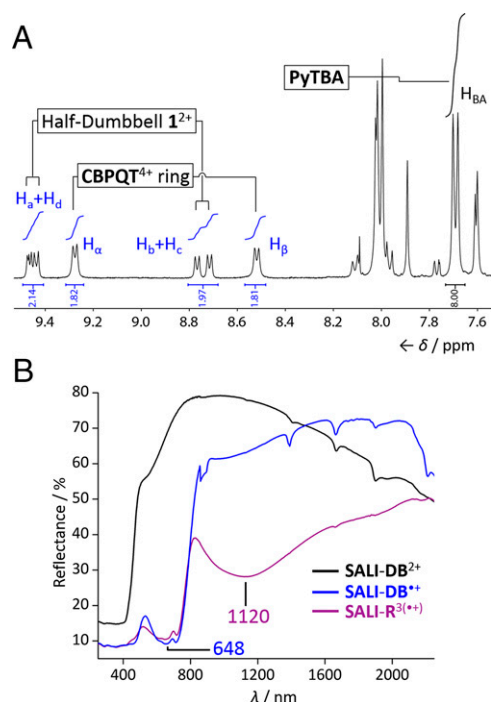 A
PyTBA
H_BA
Half-Dumbbell 1²⁺
CBPQT⁴⁺ ring
Hₐ+H_d
H_α
H_b+H_c
H_β
2.14
1.82
1.97
1.81
8.00
9.4 9.2 9.0 8.8 8.6 8.4 8.2 8.0 7.8 7.6
← δ / ppm
B
80
70
60
50
40
30
20
10
Reflectance / %
SALI-DB²⁺
SALI-DB•⁺
SALI-R³⁽•⁺⁾
1120
648
400 800 1200 1600 2000
λ / nm